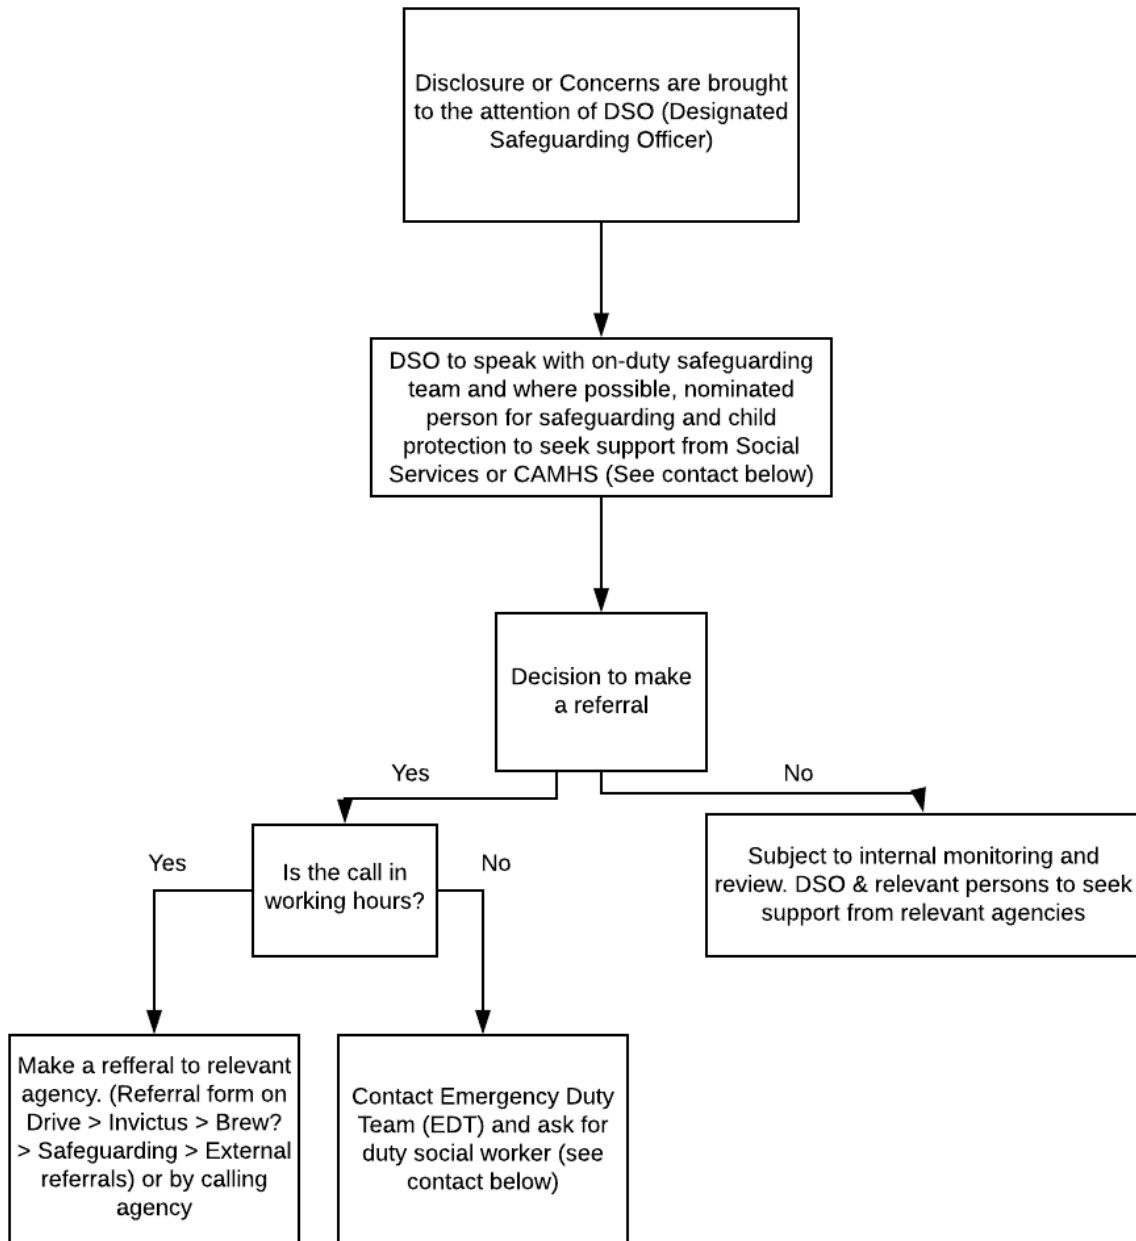 Disclosure or Concerns are brought
to the attention of DSO (Designated
Safeguarding Officer)
DSO to speak with on-duty safeguarding
team and where possible, nominated
person for safeguarding and child
protection to seek support from Social
Services or CAMHS (See contact below)
Decision to make
a referral
Yes
No
Is the call in
working hours?
Yes
No
Subject to internal monitoring and
review. DSO & relevant persons to seek
support from relevant agencies
Make a refferal to relevant
agency. (Referral form on
Drive > Invictus > Brew?
> Safeguarding > External
referrals) or by calling
agency
Contact Emergency Duty
Team (EDT) and ask for
duty social worker (see
contact below)